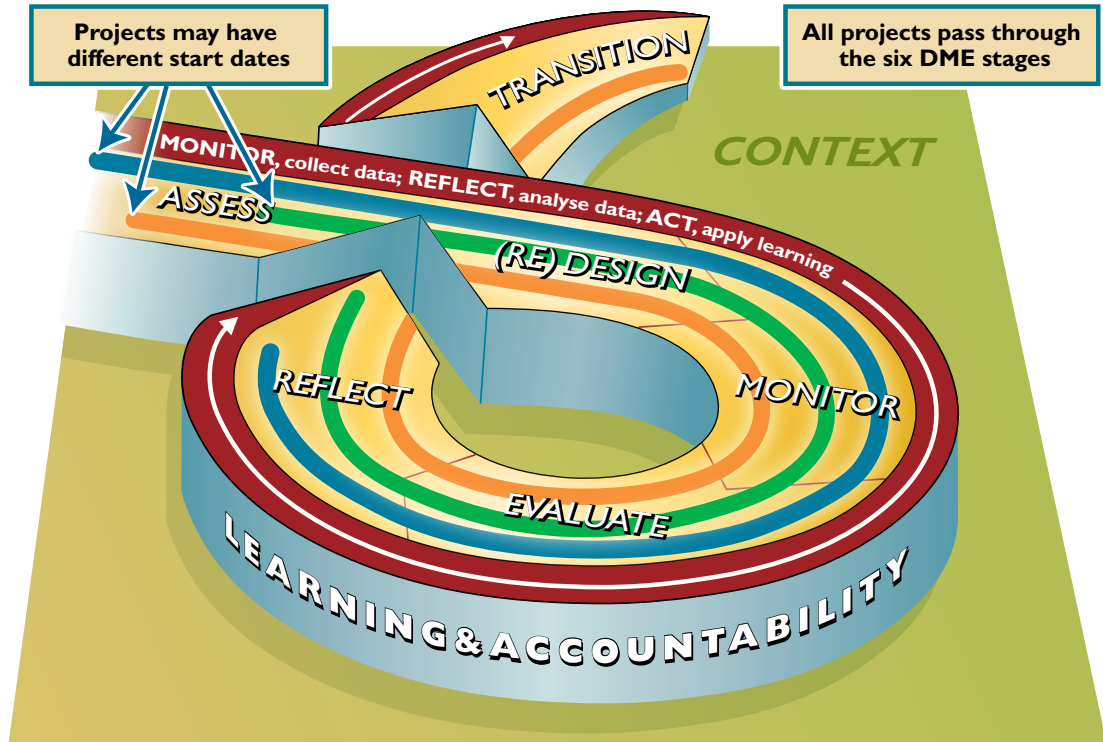 Projects may have
different start dates
All projects pass through
the six DME stages
TRANSITION
CONTEXT
MONITOR, collect data; REFLECT, analyse data; ACT, apply learning
ASSESS
(RE) DESIGN
MONITOR
REFLECT
EVALUATE
LEARNING & ACCOUNTABILITY